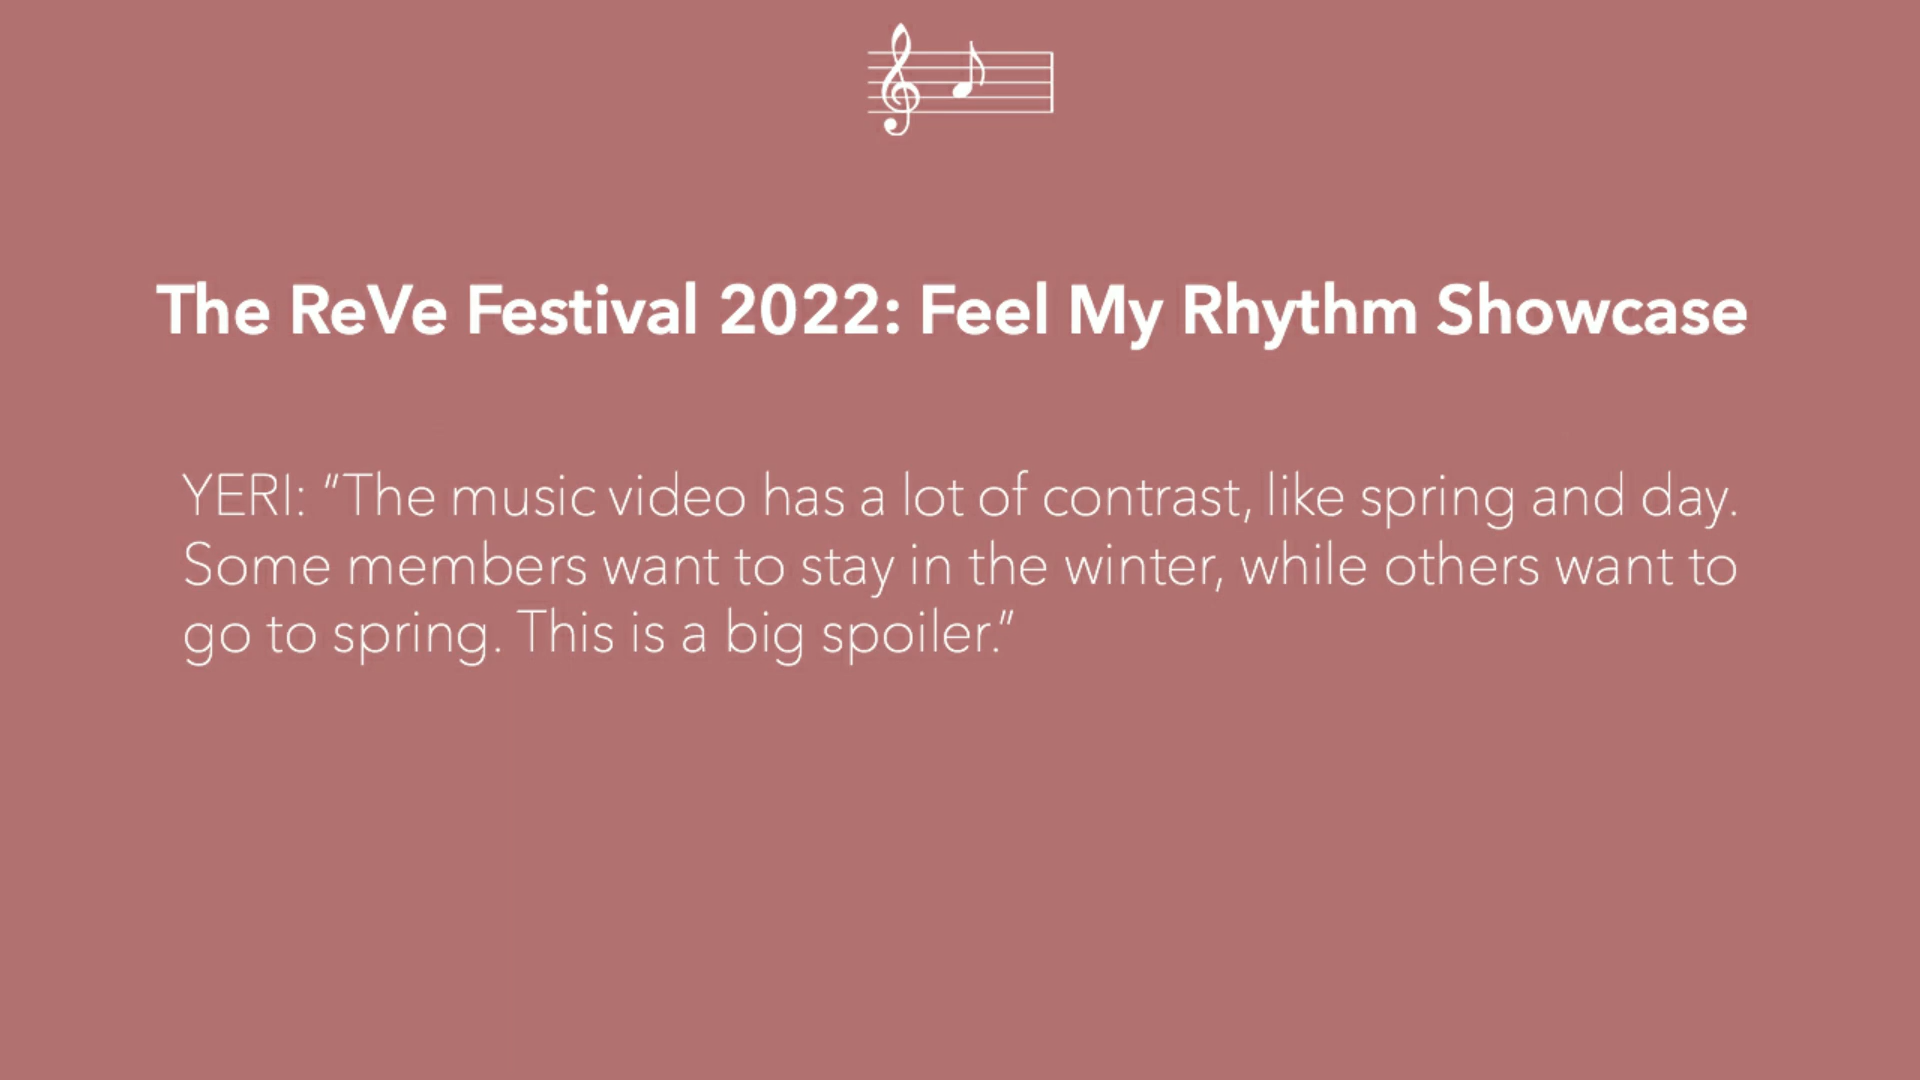 The ReVe Festival 2022: Feel My Rhythm Showcase
YERI: "The music video has a lot of contrast, like spring and day.
Some members want to stay in the winter, while others want to
go to spring. This is a big spoiler."